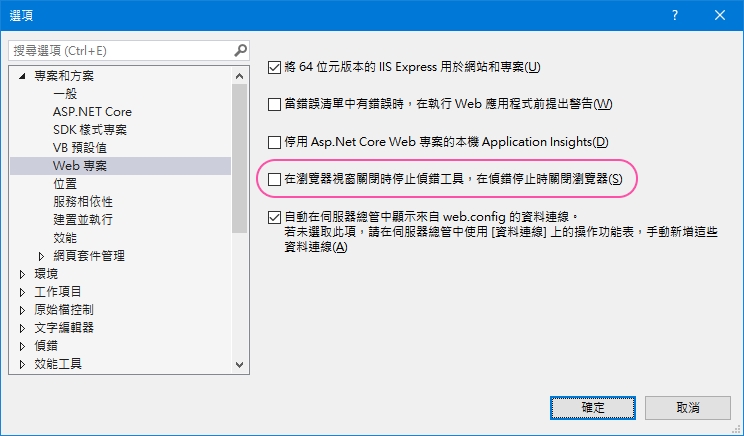 選項
搜尋選項 (Ctrl+E)
專案和方案
一般
ASP.NET Core
SDK 樣式專案
VB 預設值
Web 專案
位置
服務相依性
建置並執行
效能
網頁套件管理
環境
工作項目
原始檔控制
文字編輯器
偵錯
效能工具
將 64 位元版本的 IIS Express 用於網站和專案(U)
當錯誤清單中有錯誤時，在執行 Web 應用程式前提出警告(W)
停用 Asp.Net Core Web 專案的本機 Application Insights(D)
在瀏覽器視窗關閉時停止偵錯工具，在偵錯停止時關閉瀏覽器(S)
自動在伺服器總管中顯示來自 web.config 的資料連線。
若未選取此項，請在伺服器總管中使用 [資料連線] 上的操作功能表，手動新增這些
資料連線(A)
確定
取消